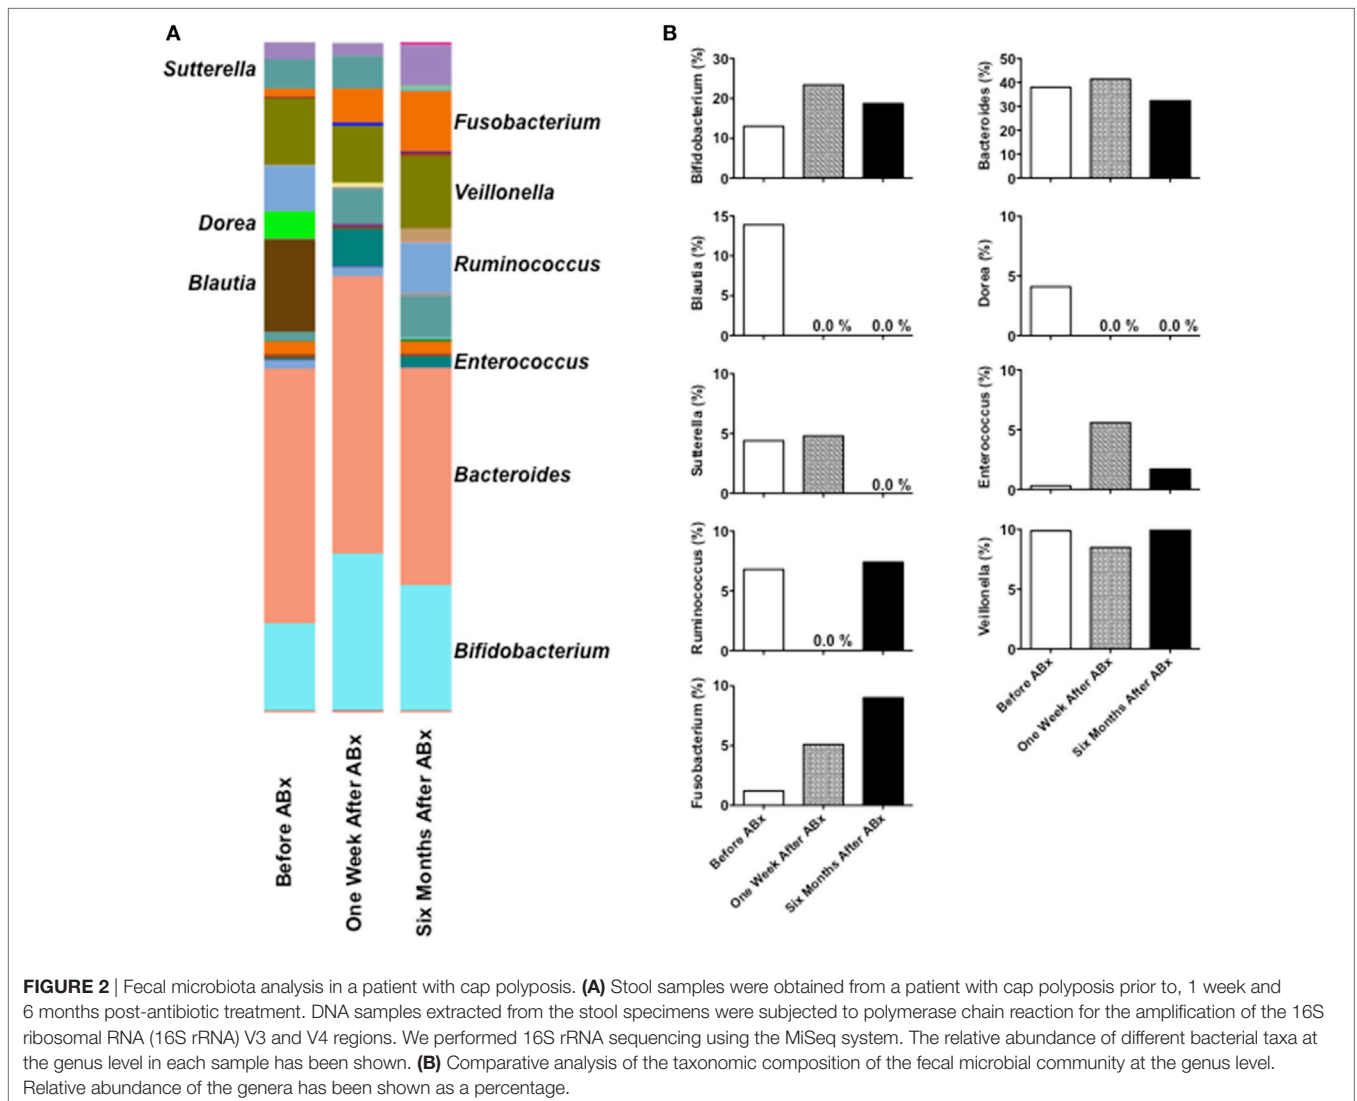 A
Sutterella
Dorea
Blautia
Fusobacterium
Veillonella
Ruminococcus
Enterococcus
Bacteroides
Bifidobacterium
Before ABx
One Week After ABx
Six Months After ABx
B
Bifidobacterium (%)
30
20
10
0
Bacteroides (%)
50
40
30
20
10
0
Blautia (%)
15
10
5
0
0.0 %
0.0 %
Dorea (%)
10
5
0
0.0 %
0.0 %
Sutterella (%)
10
5
0
0.0 %
Enterococcus (%)
10
5
0
Ruminococcus (%)
10
5
0
0.0 %
Veillonella (%)
10
5
0
Before ABx
One Week After ABx
Six Months After ABx
Fusobacterium (%)
10
5
0
Before ABx
One Week After ABx
Six Months After ABx
FIGURE 2 | Fecal microbiota analysis in a patient with cap polyposis. (A) Stool samples were obtained from a patient with cap polyposis prior to, 1 week and
6 months post-antibiotic treatment. DNA samples extracted from the stool specimens were subjected to polymerase chain reaction for the amplification of the 16S
ribosomal RNA (16S rRNA) V3 and V4 regions. We performed 16S rRNA sequencing using the MiSeq system. The relative abundance of different bacterial taxa at
the genus level in each sample has been shown. (B) Comparative analysis of the taxonomic composition of the fecal microbial community at the genus level.
Relative abundance of the genera has been shown as a percentage.